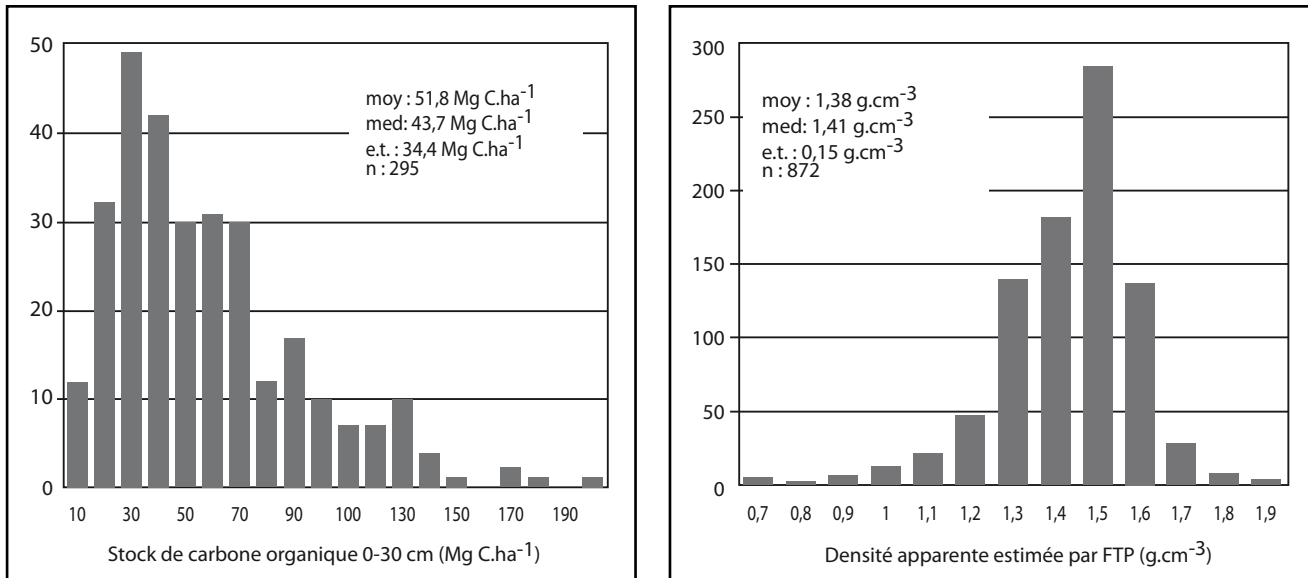 50
40
30
20
10
0
moy : 51,8 Mg C.ha-1
med: 43,7 Mg C.ha-1
e.t. : 34,4 Mg C.ha-1
n : 295
10 30 50 70 90 100 130 150 170 190
Stock de carbone organique 0-30 cm (Mg C.ha-1)
300
250
200
150
100
50
0
moy : 1,38 g.cm-3
med: 1,41 g.cm-3
e.t. : 0,15 g.cm-3
n : 872
0,7 0,8 0,9 1 1,1 1,2 1,3 1,4 1,5 1,6 1,7 1,8 1,9
Densité apparente estimée par FTP (g.cm-3)